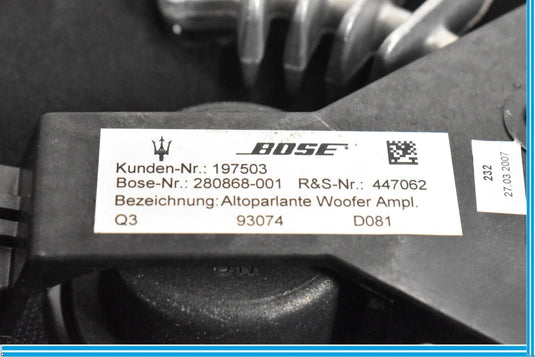 BOSE
Kunden-Nr.: 197503
Bose-Nr.: 280868-001 R&S-Nr.: 447062
Bezeichnung: Altoparlante Woofer Ampl.
Q3 93074 D081
232
27.03.2007